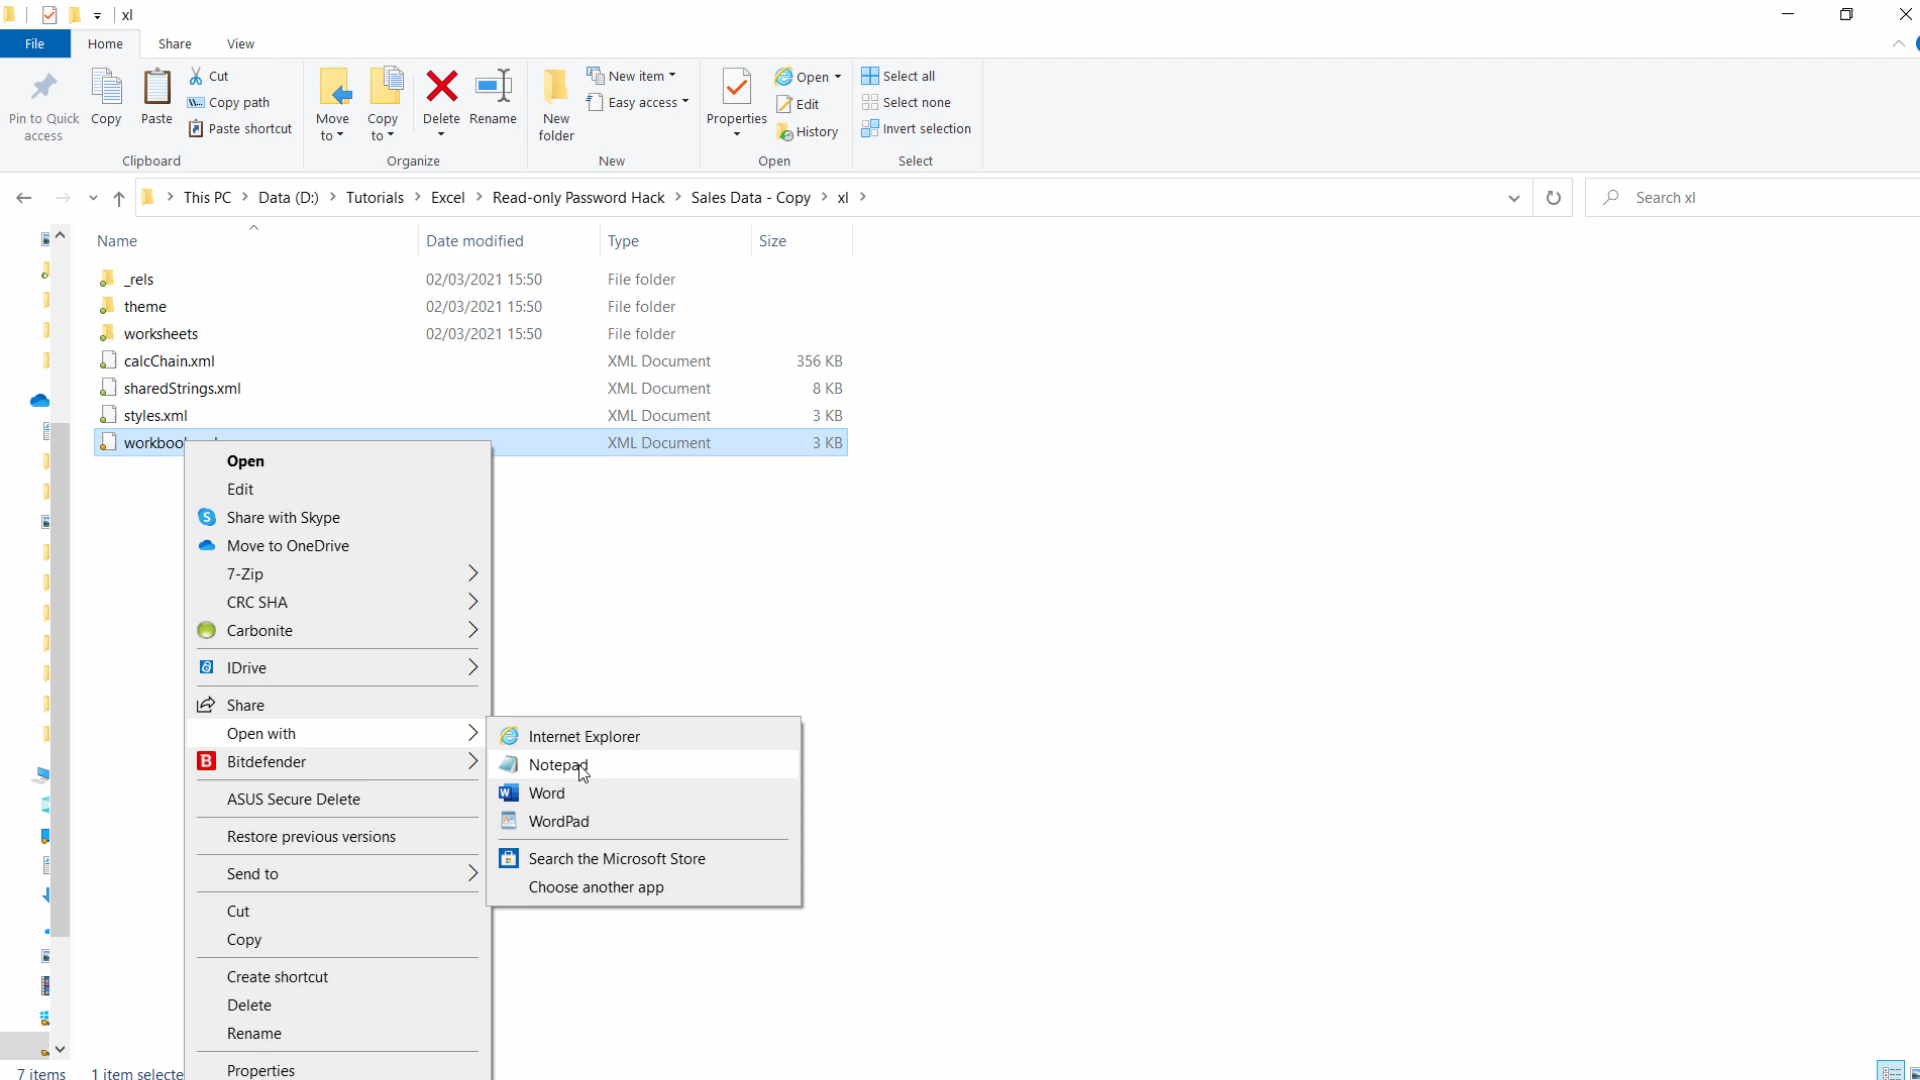 xl
File
Home
Share
View
Pin to Quick access
Copy
Paste
Cut
Copy path
Paste shortcut
Clipboard
Move to
Copy to
Delete
Rename
Organize
New folder
New item
Easy access
New
Properties
Open
Edit
History
Open
Select all
Select none
Invert selection
Select
This PC > Data (D:) > Tutorials > Excel > Read-only Password Hack > Sales Data - Copy > xl >
Search xl
Name Date modified Type Size
_rels 02/03/2021 15:50 File folder
theme 02/03/2021 15:50 File folder
worksheets 02/03/2021 15:50 File folder
calcChain.xml XML Document 356 KB
sharedStrings.xml XML Document 8 KB
styles.xml XML Document 3 KB
workboo XML Document 3 KB
Open
Edit
Share with Skype
Move to OneDrive
7-Zip
CRC SHA
Carbonite
IDrive
Share
Open with
Bitdefender
ASUS Secure Delete
Restore previous versions
Send to
Cut
Copy
Create shortcut
Delete
Rename
Properties
Internet Explorer
Notepad
Word
WordPad
Search the Microsoft Store
Choose another app
7 items 1 item selecte